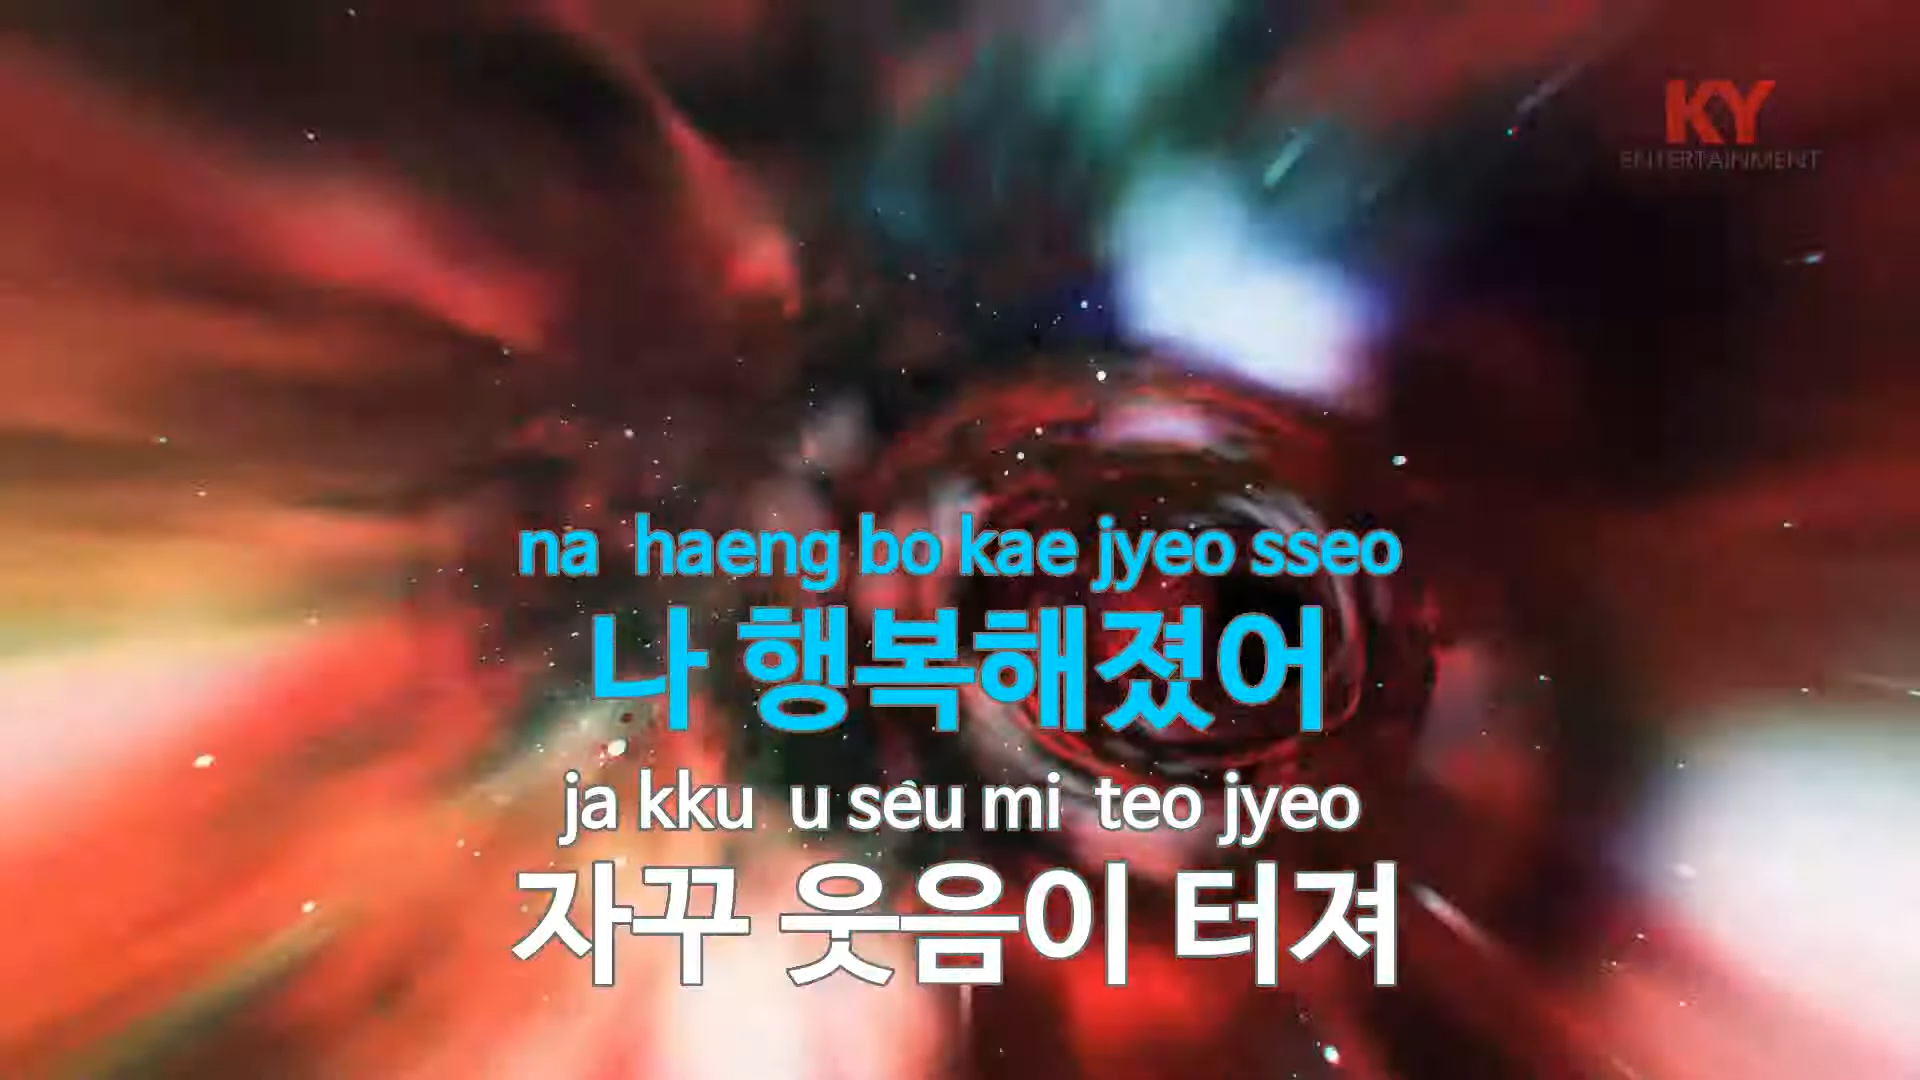 KY
ENTERTAINMENT
na haeng bo kae jyeo sseo
나 행복해졌어
ja kku u sêu mi teo jyeo
자꾸 웃음이 터져